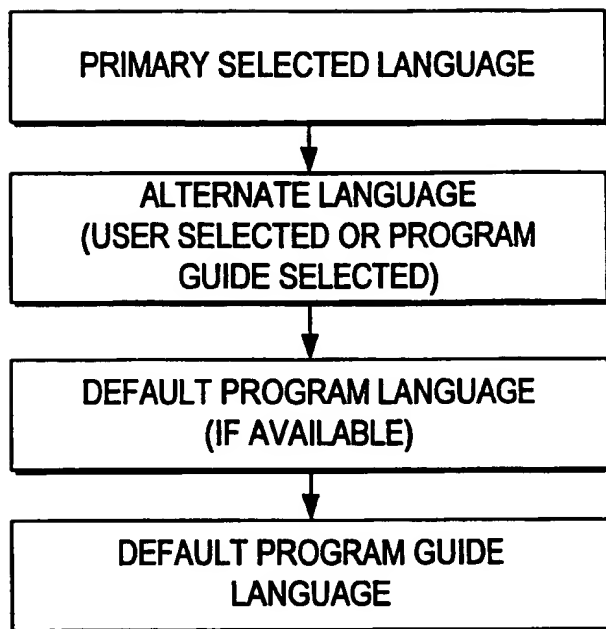 PRIMARY SELECTED LANGUAGE
ALTERNATE LANGUAGE
(USER SELECTED OR PROGRAM
GUIDE SELECTED)
DEFAULT PROGRAM LANGUAGE
(IF AVAILABLE)
DEFAULT PROGRAM GUIDE
LANGUAGE